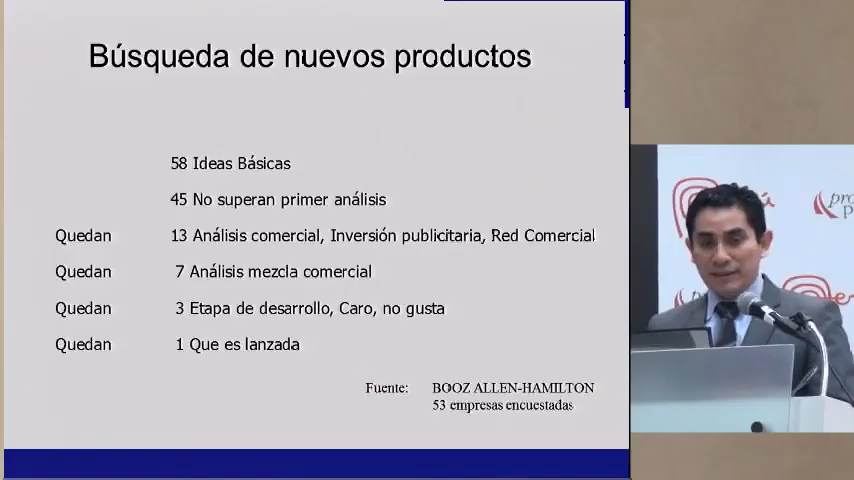 Búsqueda de nuevos productos
58 Ideas Básicas
45 No superan primer análisis
Quedan 13 Análisis comercial, Inversión publicitaria, Red Comercial
Quedan 7 Análisis mezcla comercial
Quedan 3 Etapa de desarrollo, Caro, no gusta
Quedan 1 Que es lanzada
Fuente: BOOZ ALLEN-HAMILTON
53 empresas encuestadas